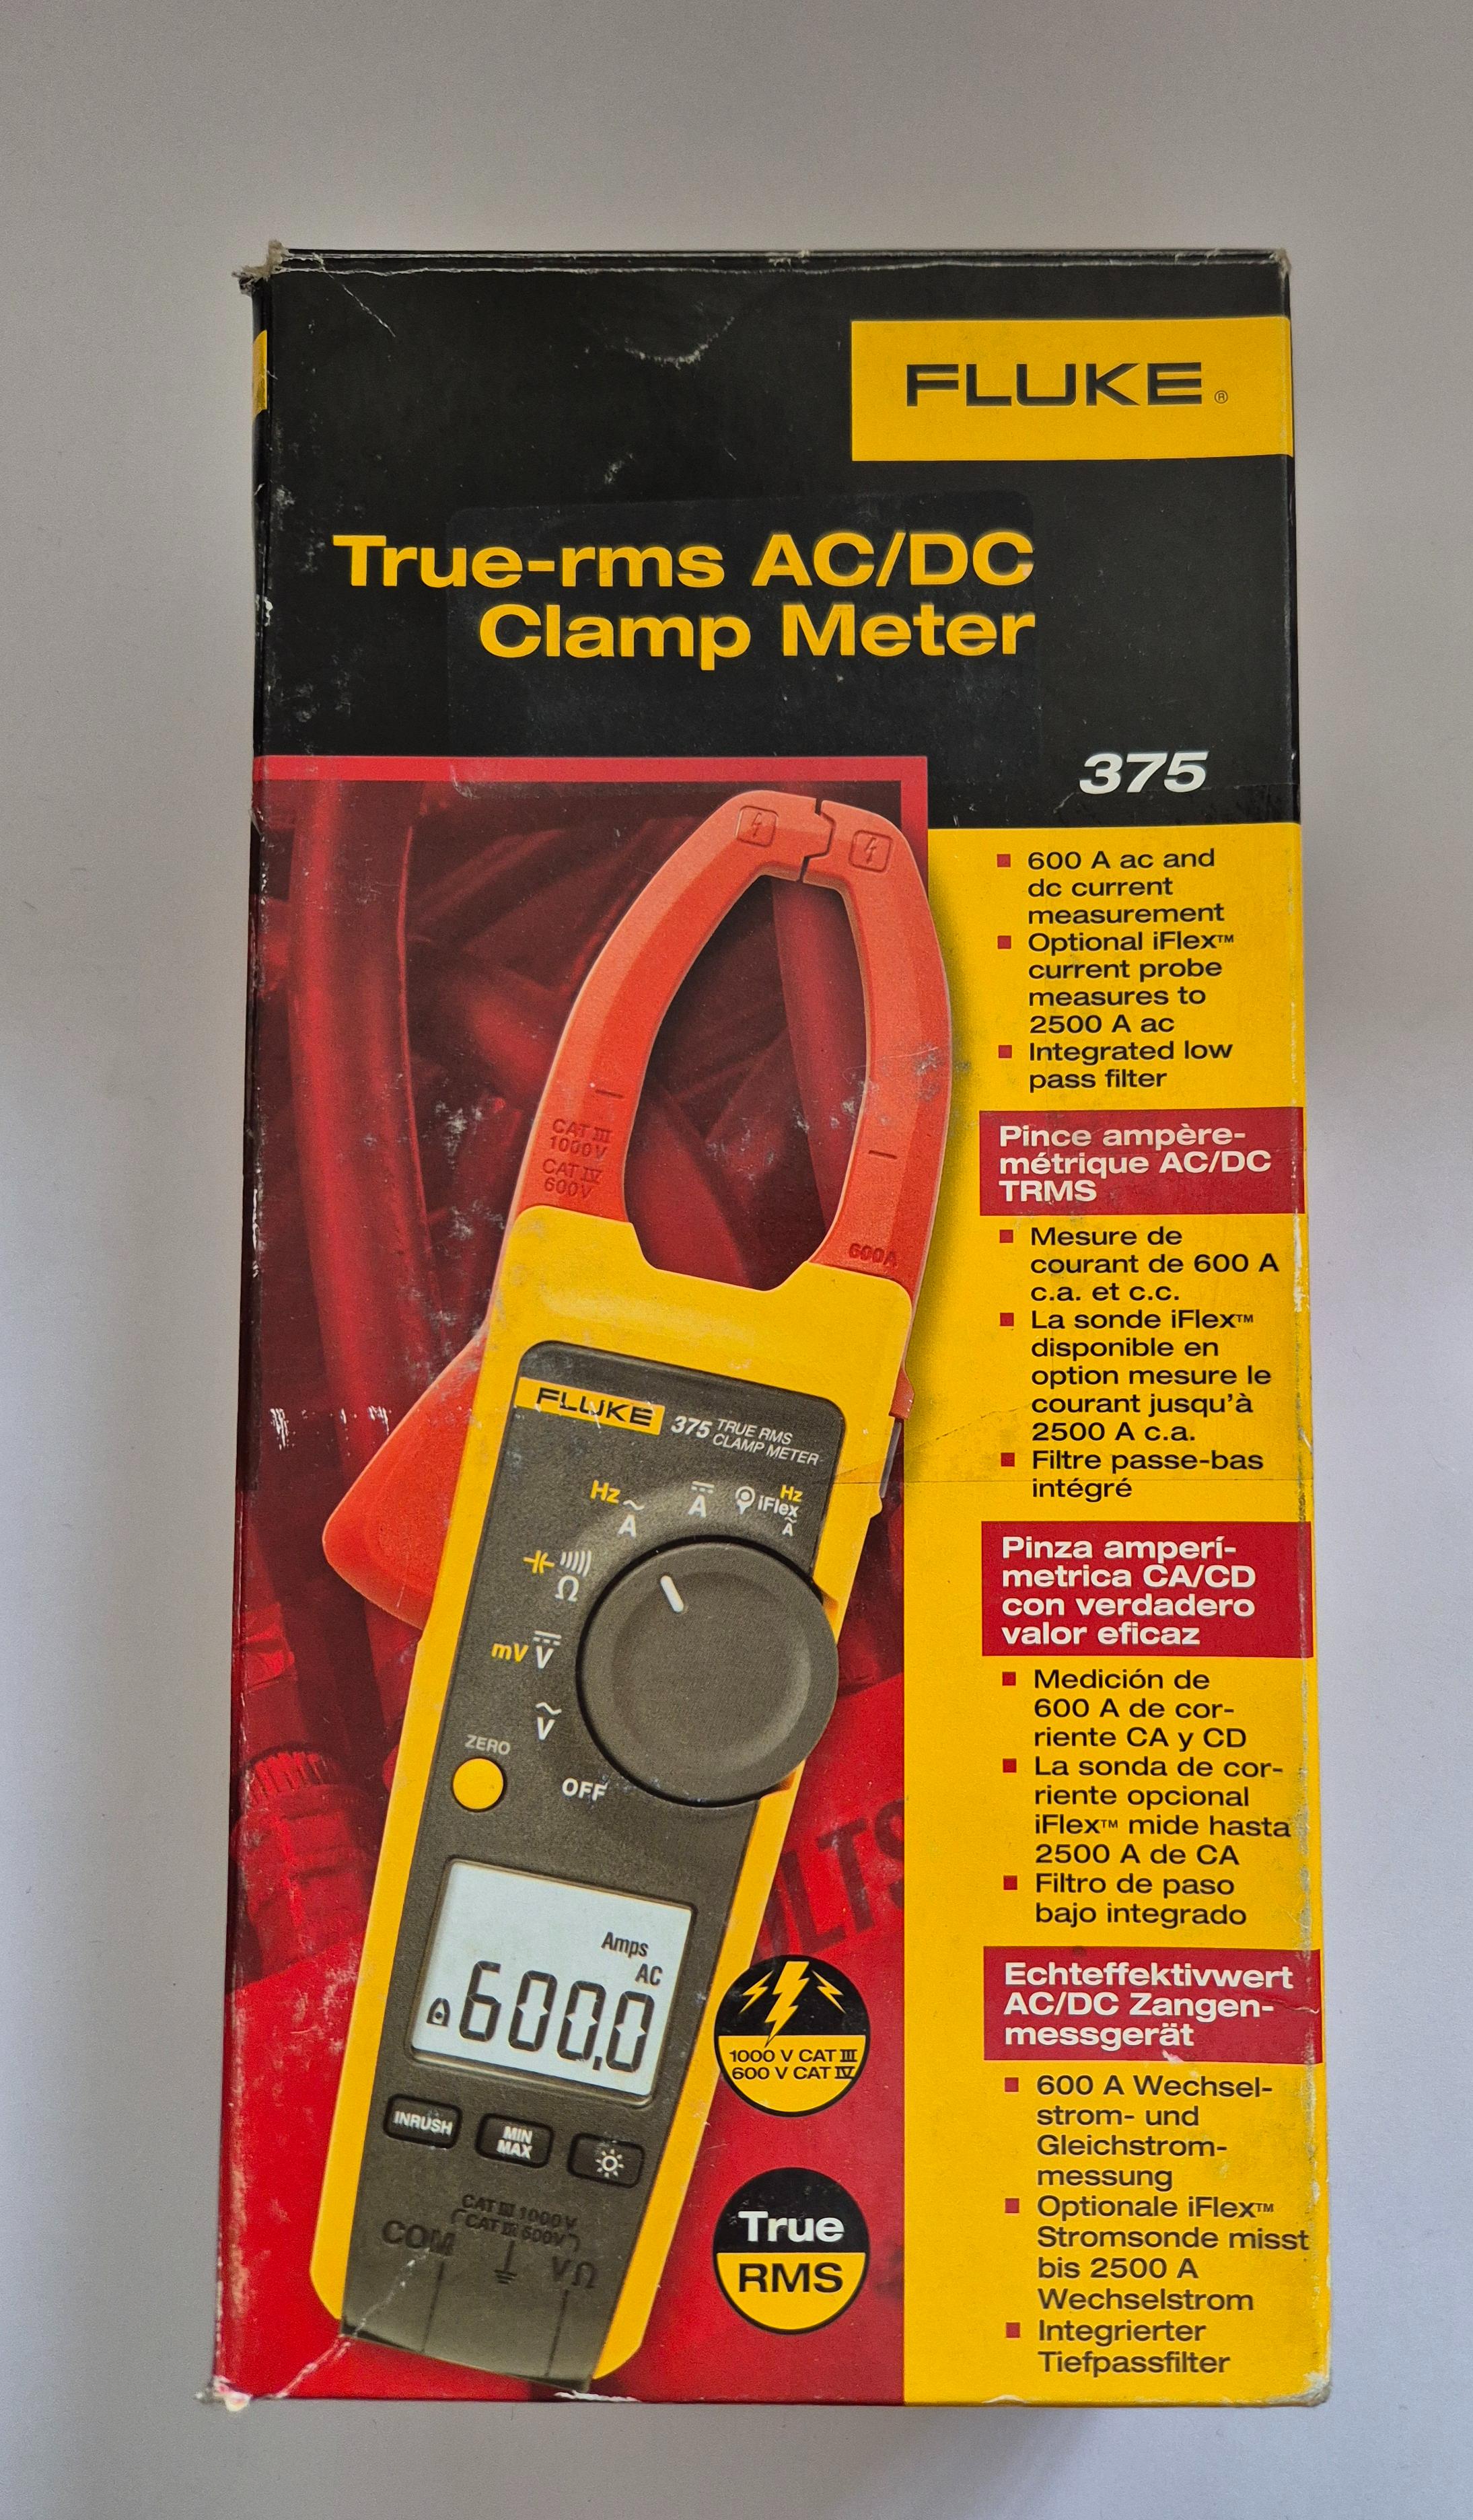 FLUKE®
True-rms AC/DC
Clamp Meter
375
600 A ac and
dc current
measurement
Optional iFlex™
current probe
measures to
2500 A ac
Integrated low
pass filter
Pince ampère-
métrique AC/DC
TRMS
Mesure de
courant de 600 A
c.a. et c.c.
La sonde iFlex™
disponible en
option mesure le
courant jusqu'à
2500 A c.a.
Filtre passe-bas
intégré
Pinza amperí-
metrica CA/CD
con verdadero
valor eficaz
Medición de
600 A de cor-
riente CA y CD
La sonda de cor-
riente opcional
iFlex™ mide hasta
2500 A de CA
Filtro de paso
bajo integrado
Echteffektivwert
AC/DC Zangen-
messgerät
600 A Wechsel-
strom- und
Gleichstrom-
messung
Optionale iFlex™
Stromsonde misst
bis 2500 A
Wechselstrom
Integrierter
Tiefpassfilter
CAT III
1000V
CAT IV
600V
600A
FLUKE 375 TRUE RMS
CLAMP METER
Hz
A
A
iFlex
Hz
A
Ω
mV V
V
ZERO
OFF
Amps
AC
600.0
INRUSH
MIN
MAX
CAT III 1000V
COM
VΩ
LTS
1000 V CAT III
600 V CAT IV
True
RMS